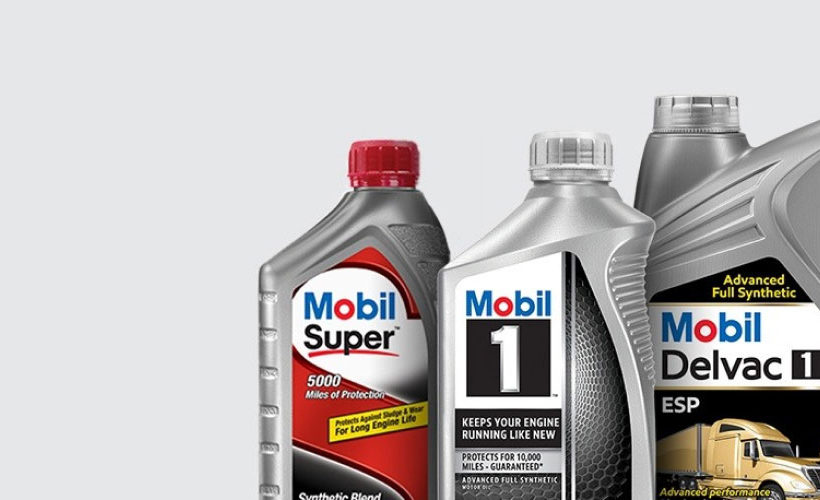 Mobil
Super™
5000
Miles of Protection
Protects Against Sludge & Wear
For Long Engine Life
Synthetic Blend
Mobil
1™
KEEPS YOUR ENGINE
RUNNING LIKE NEW
PROTECTS FOR 10,000
MILES - GUARANTEED*
ADVANCED FULL SYNTHETIC
MOTOR OIL
Advanced
Full Synthetic
Mobil
Delvac 1
ESP
Advanced performance